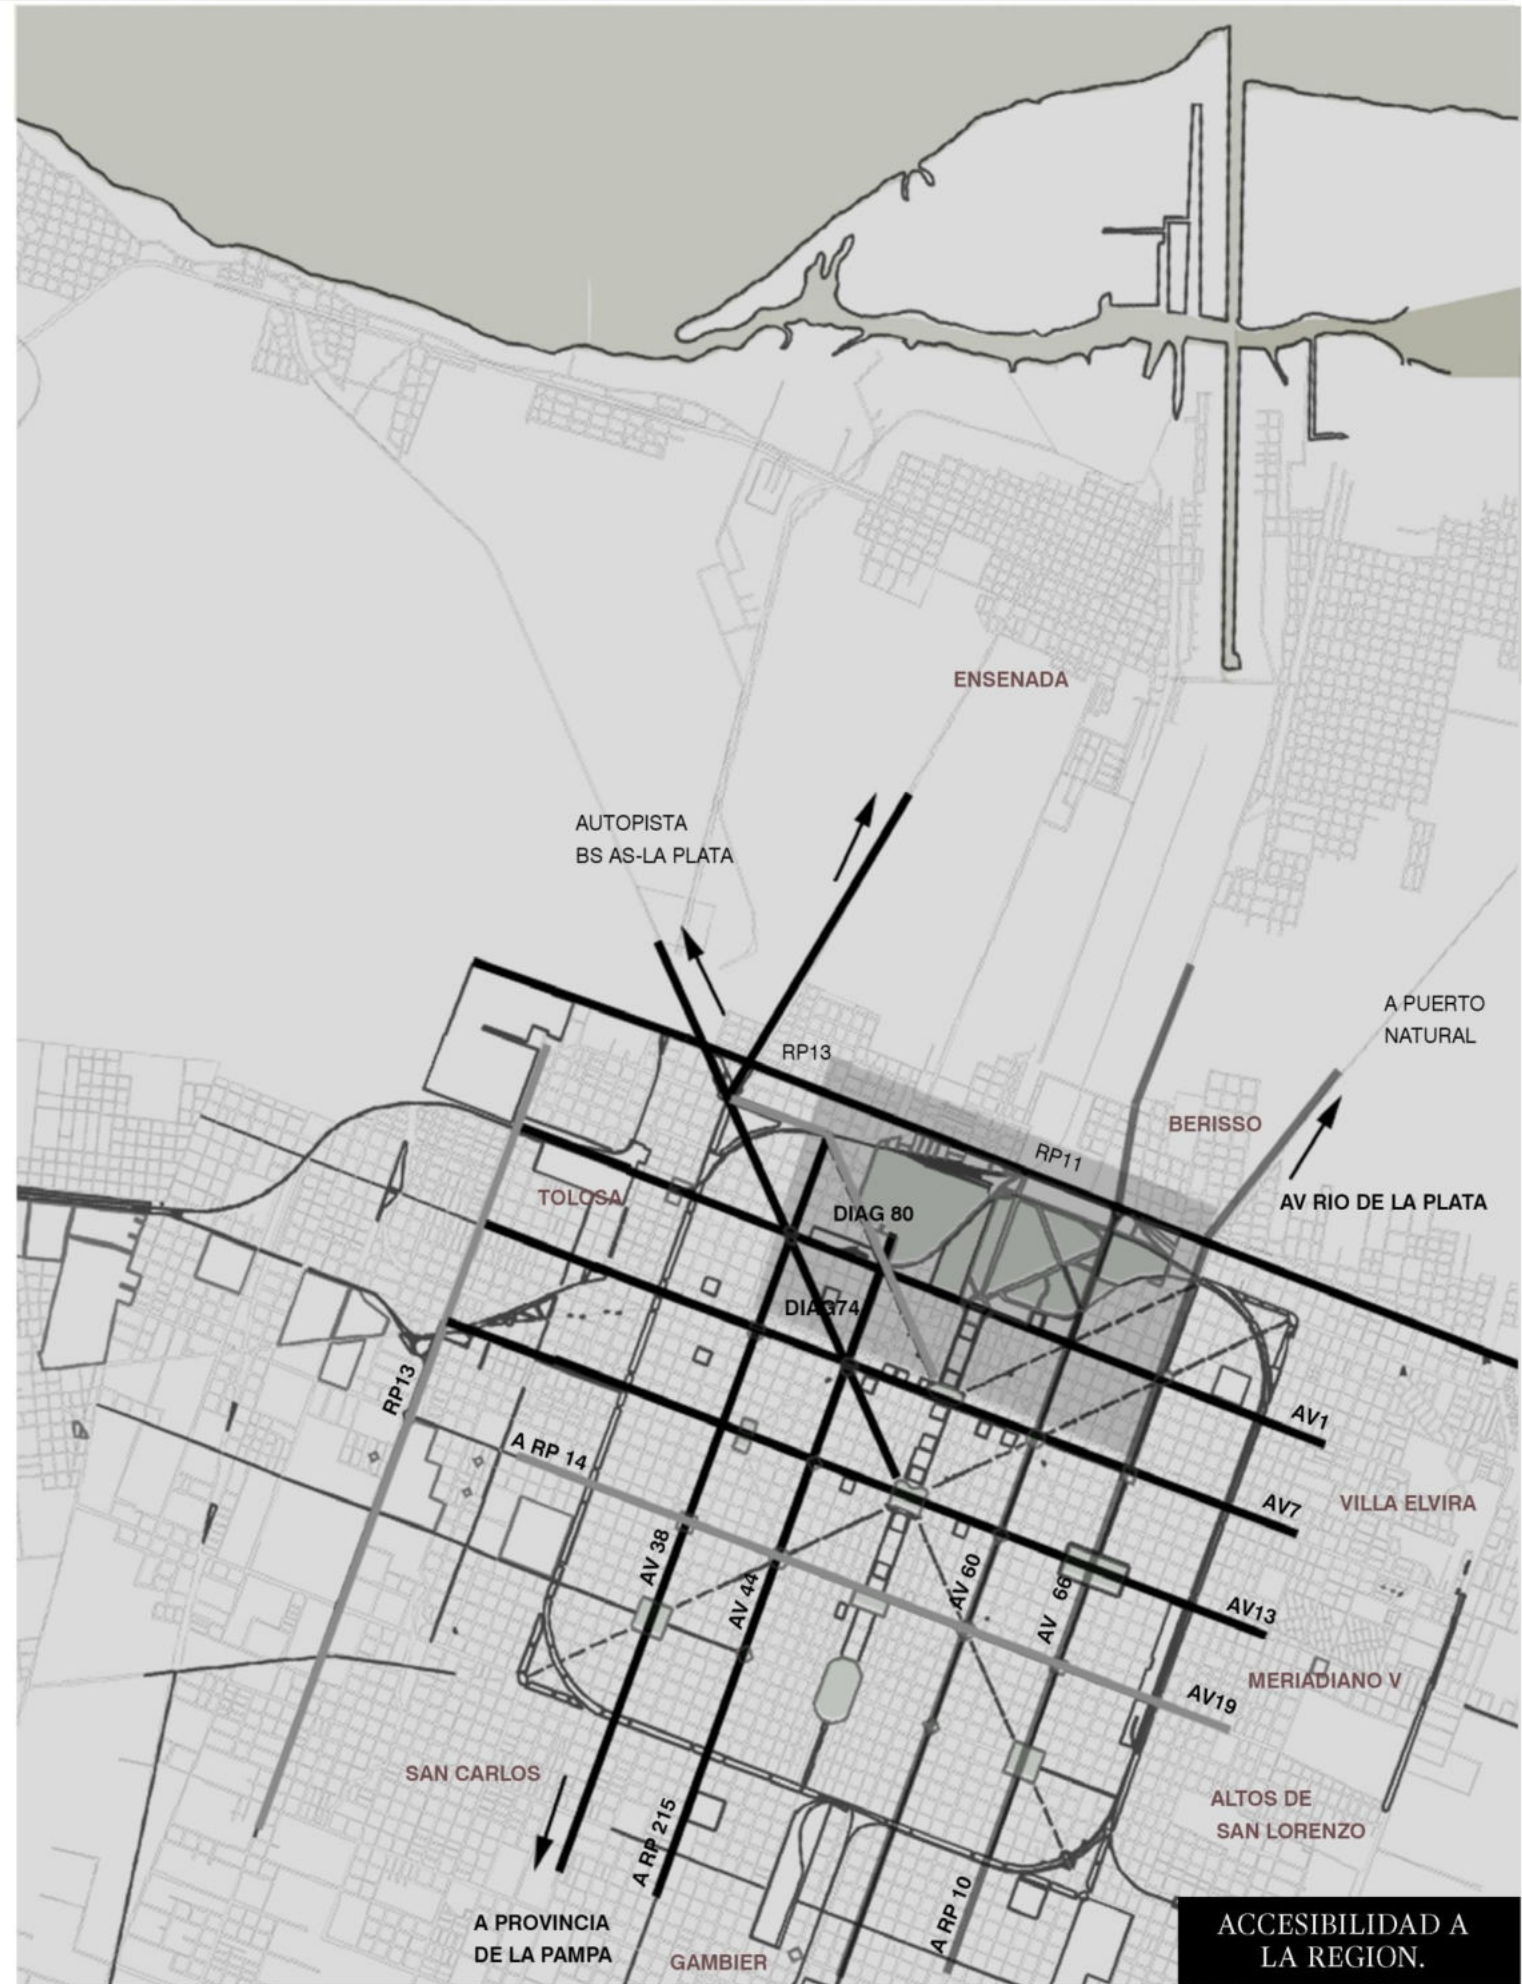 ENSENADA
AUTOPISTA
BS AS-LA PLATA
A PUERTO
NATURAL
RP13
BERISSO
RP11
TOLOSA
AV RIO DE LA PLATA
DIAG 80
DIAG74
RP13
AV1
A RP 14
AV7
VILLA ELVIRA
AV 38
AV 44
AV 60
AV 66
AV13
MERIADIANO V
AV19
SAN CARLOS
ALTOS DE
SAN LORENZO
A RP 215
A RP 10
A PROVINCIA
DE LA PAMPA
GAMBIER
ACCESIBILIDAD A
LA REGION.